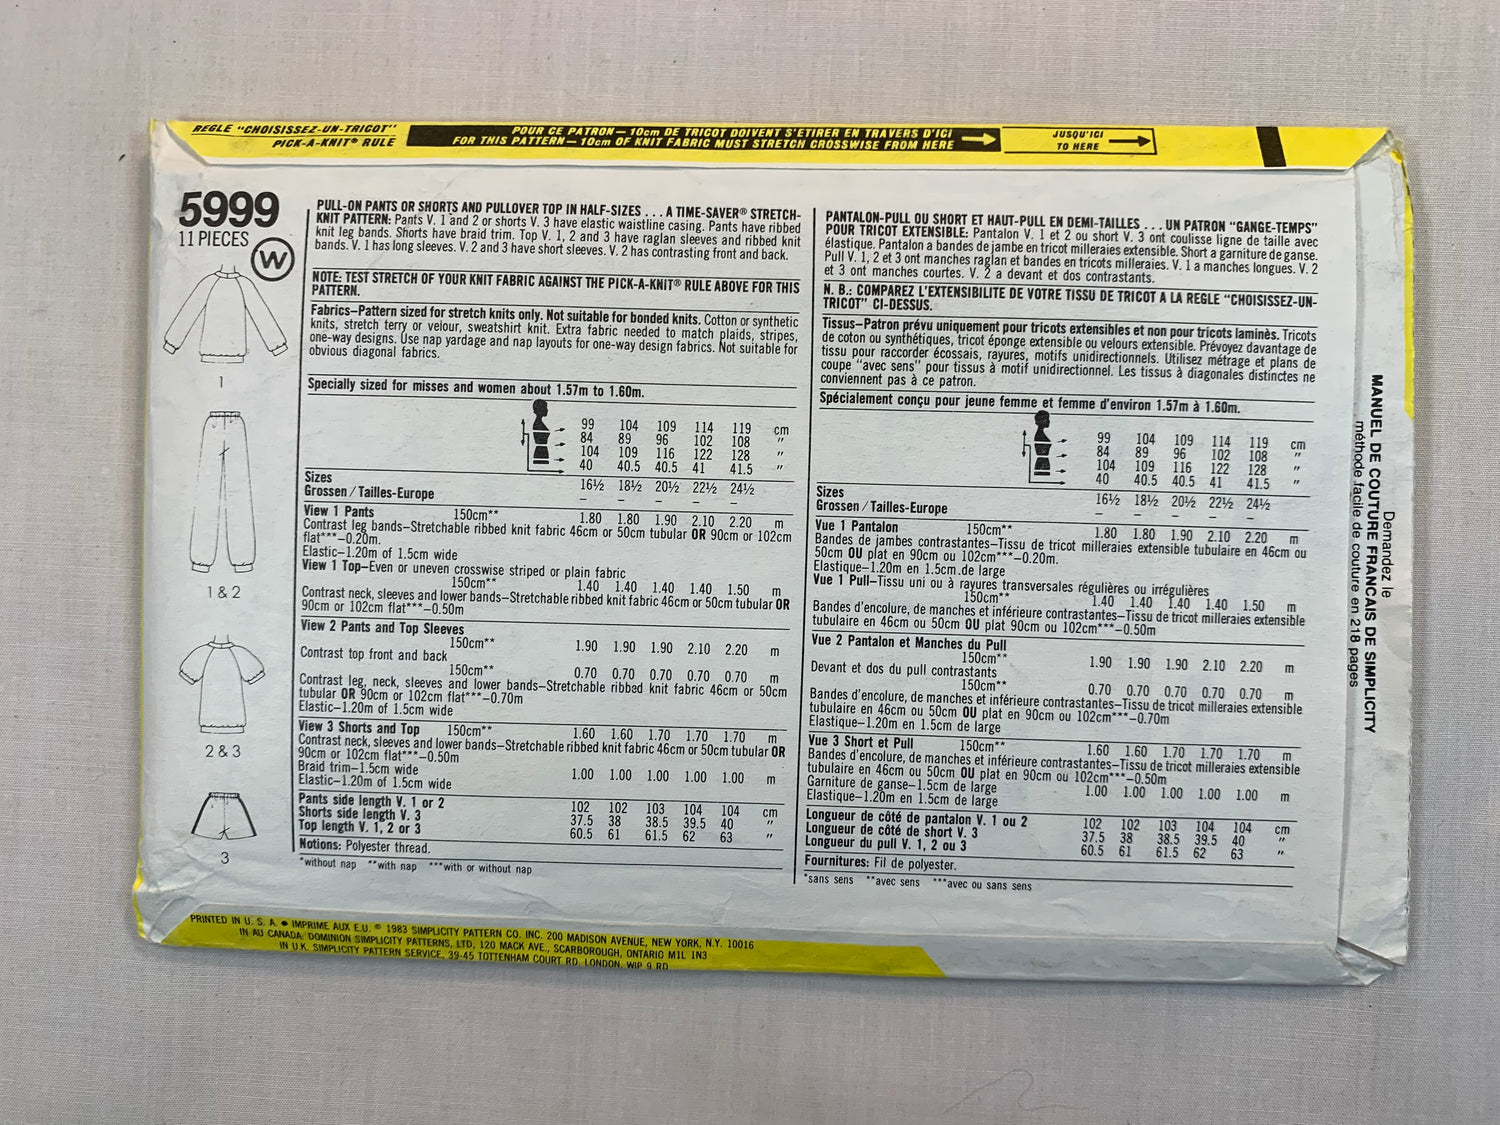 REGLE "CHOISISSEZ-UN-TRICOT"
PICK-A-KNIT® RULE
POUR CE PATRON—10cm DE TRICOT DOIVENT S'ETIRER EN TRAVERS D'ICI
FOR THIS PATTERN—10cm OF KNIT FABRIC MUST STRETCH CROSSWISE FROM HERE
JUSQU'ICI
TO HERE
5999
11 PIECES
W
1
1 & 2
2 & 3
3
PULL-ON PANTS OR SHORTS AND PULLOVER TOP IN HALF-SIZES . . . A TIME-SAVER® STRETCH-
KNIT PATTERN: Pants V. 1 and 2 or shorts V. 3 have elastic waistline casing. Pants have ribbed
knit leg bands. Shorts have braid trim. Top V. 1, 2 and 3 have raglan sleeves and ribbed knit
bands. V. 1 has long sleeves. V. 2 and 3 have short sleeves. V. 2 has contrasting front and back.
NOTE: TEST STRETCH OF YOUR KNIT FABRIC AGAINST THE PICK-A-KNIT® RULE ABOVE FOR THIS
PATTERN.
Fabrics—Pattern sized for stretch knits only. Not suitable for bonded knits. Cotton or synthetic
knits, stretch terry or velour, sweatshirt knit. Extra fabric needed to match plaids, stripes,
one-way designs. Use nap yardage and nap layouts for one-way design fabrics. Not suitable for
obvious diagonal fabrics.
Specially sized for misses and women about 1.57m to 1.60m.
99 104 109 114 119 cm
84 89 96 102 108 "
104 109 116 122 128 "
40 40.5 40.5 41 41.5 "
Sizes 16½ 18½ 20½ 22½ 24½
Grossen/Tailles-Europe – – – – –
View 1 Pants 150cm** 1.80 1.80 1.90 2.10 2.20 m
Contrast leg bands—Stretchable ribbed knit fabric 46cm or 50cm tubular OR 90cm or 102cm
flat***—0.20m.
Elastic—1.20m of 1.5cm wide
View 1 Top—Even or uneven crosswise striped or plain fabric
150cm** 1.40 1.40 1.40 1.40 1.50 m
Contrast neck, sleeves and lower bands—Stretchable ribbed knit fabric 46cm or 50cm tubular OR
90cm or 102cm flat***—0.50m
View 2 Pants and Top Sleeves
150cm** 1.90 1.90 1.90 2.10 2.20 m
Contrast top front and back
150cm** 0.70 0.70 0.70 0.70 0.70 m
Contrast leg, neck, sleeves and lower bands—Stretchable ribbed knit fabric 46cm or 50cm
tubular OR 90cm or 102cm flat***—0.70m
Elastic—1.20m of 1.5cm wide
View 3 Shorts and Top 150cm** 1.60 1.60 1.70 1.70 1.70 m
Contrast neck, sleeves and lower bands—Stretchable ribbed knit fabric 46cm or 50cm tubular OR
90cm or 102cm flat***—0.50m
Braid trim—1.5cm wide 1.00 1.00 1.00 1.00 1.00 m
Elastic—1.20m of 1.5cm wide
Pants side length V. 1 or 2 102 102 103 104 104 cm
Shorts side length V. 3 37.5 38 38.5 39.5 40 "
Top length V. 1, 2 or 3 60.5 61 61.5 62 63 "
Notions: Polyester thread.
*without nap **with nap ***with or without nap
PANTALON-PULL OU SHORT ET HAUT-PULL EN DEMI-TAILLES . . . UN PATRON "GANGE-TEMPS"
POUR TRICOT EXTENSIBLE: Pantalon V. 1 et 2 ou short V. 3 ont coulisse ligne de taille avec
élastique. Pantalon a bandes de jambe en tricot milleraies extensible. Short a garniture de ganse.
Pull V. 1, 2 et 3 ont manches raglan et bandes en tricots milleraies. V. 1 a manches longues. V. 2
et 3 ont manches courtes. V. 2 a devant et dos contrastants.
N. B.: COMPAREZ L'EXTENSIBILITE DE VOTRE TISSU DE TRICOT A LA REGLE "CHOISISSEZ-UN-
TRICOT" CI-DESSUS.
Tissus—Patron prévu uniquement pour tricots extensibles et non pour tricots laminès. Tricots
de coton ou synthétiques, tricot éponge extensible ou velours extensible. Prévoyez davantage de
tissu pour raccorder écossais, rayures, motifs unidirectionnels. Utilisez métrage et plans de
coupe "avec sens" pour tissus à motif unidirectionnel. Les tissus à diagonales distinctes ne
conviennent pas à ce patron.
Spécialement conçu pour jeune femme et femme d'environ 1.57m à 1.60m.
99 104 109 114 119 cm
84 89 96 102 108 "
104 109 116 122 128 "
40 40.5 40.5 41 41.5 "
Sizes 16½ 18½ 20½ 22½ 24½
Grossen/Tailles-Europe – – – – –
Vue 1 Pantalon 150cm** 1.80 1.80 1.90 2.10 2.20 m
Bandes de jambes contrastantes—Tissu de tricot milleraies extensible tubulaire en 46cm ou
50cm OU plat en 90cm ou 102cm***—0.20m.
Elastique—1.20m en 1.5cm.de large
Vue 1 Pull—Tissu uni ou à rayures transversales régulières ou irrégulières
150cm** 1.40 1.40 1.40 1.40 1.50 m
Bandes d'encolure, de manches et inférieure contrastantes—Tissu de tricot milleraies extensible
tubulaire en 46cm ou 50cm OU plat 90cm ou 102cm***—0.50m
Vue 2 Pantalon et Manches du Pull
150cm** 1.90 1.90 1.90 2.10 2.20 m
Devant et dos du pull contrastants
150cm** 0.70 0.70 0.70 0.70 0.70 m
Bandes d'encolure, de manches et inférieure contrastantes—Tissu de tricot milleraies extensible
tubulaire en 46cm ou 50cm OU plat en 90cm ou 102cm***—0.70m
Elastique—1.20m en 1.5cm de large
Vue 3 Short et Pull 150cm** 1.60 1.60 1.70 1.70 1.70 m
Bandes d'encolure, de manches et inférieure contrastantes—Tissu de tricot milleraies extensible
tubulaire en 46cm ou 50cm OU plat en 90cm ou 102cm***—0.50m
Garniture de ganse—1.5cm de large 1.00 1.00 1.00 1.00 1.00 m
Elastique—1.20m en 1.5cm de large
Longueur de côté de pantalon V. 1 ou 2 102 102 103 104 104 cm
Longueur de côté de short V. 3 37.5 38 38.5 39.5 40 "
Longueur du pull V. 1, 2 ou 3 60.5 61 61.5 62 63 "
Fournitures: Fil de polyester.
*sans sens **avec sens ***avec ou sans sens
Demandez le
MANUEL DE COUTURE FRANCAIS DE SIMPLICITY
méthode facile de couture en 218 pages
PRINTED IN U. S. A. ● IMPRIME AUX E.U. © 1983 SIMPLICITY PATTERN CO. INC. 200 MADISON AVENUE, NEW YORK, N.Y. 10016
IN AU CANADA: DOMINION SIMPLICITY PATTERNS, LTD, 120 MACK AVE., SCARBOROUGH, ONTARIO M1L 1N3
IN U.K. SIMPLICITY PATTERN SERVICE, 39-45 TOTTENHAM COURT RD. LONDON, WIP 9 RD